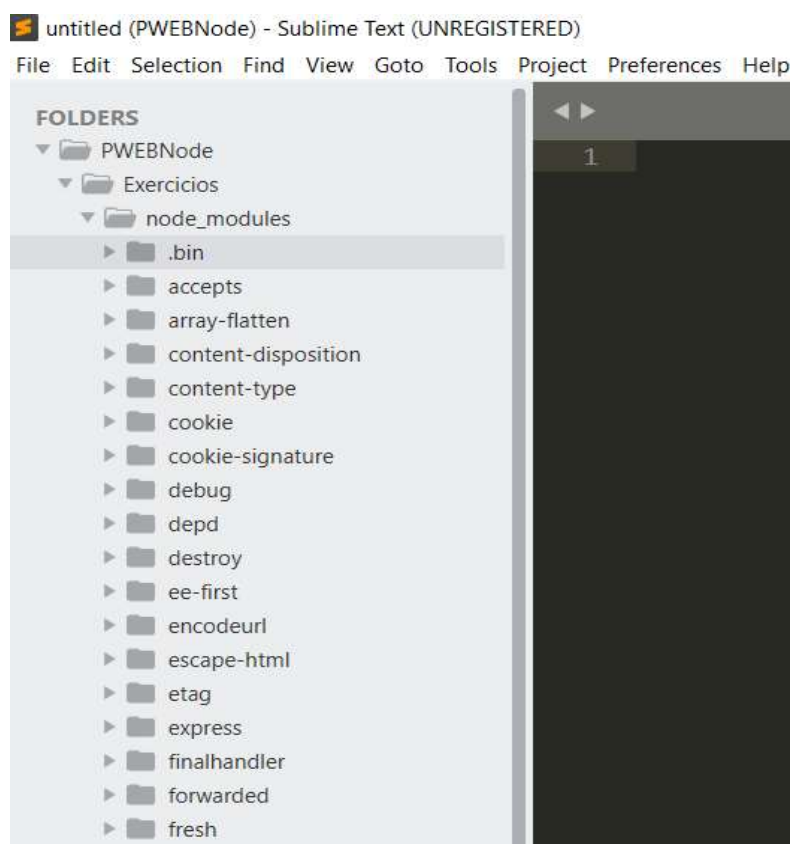 untitled (PWEBNode) - Sublime Text (UNREGISTERED)
File Edit Selection Find View Goto Tools Project Preferences Help
FOLDERS
PWEBNode
1
Exercicios
node_modules
.bin
accepts
array-flatten
content-disposition
content-type
cookie
cookie-signature
debug
depd
destroy
ee-first
encodeurl
escape-html
etag
express
finalhandler
forwarded
fresh